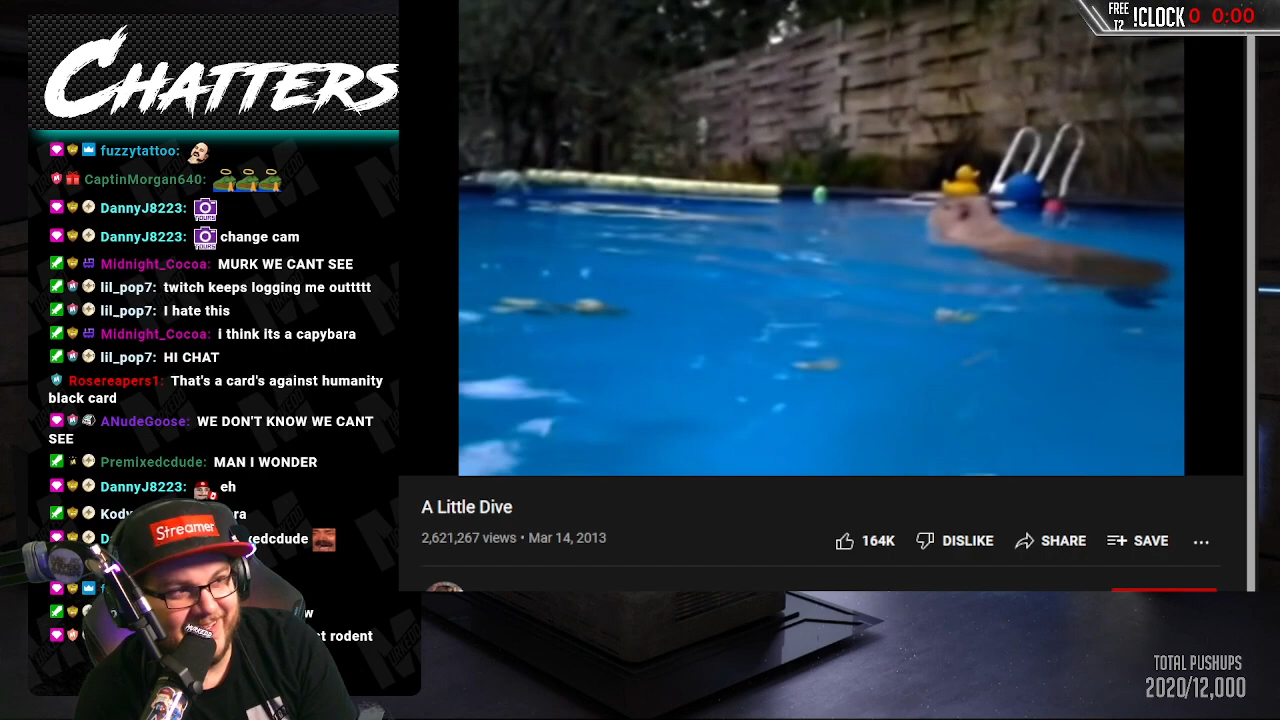 CHATTERS
FREE
12
!CLOCK 0 0:00
fuzzytattoo:
CaptinMorgan640:
DannyJ8223:
DannyJ8223: change cam
Midnight_Cocoa: MURK WE CANT SEE
lil_pop7: twitch keeps logging me outtttt
lil_pop7: I hate this
Midnight_Cocoa: i think its a capybara
lil_pop7: HI CHAT
Rosereapers1: That's a card's against humanity
black card
ANudeGoose: WE DON'T KNOW WE CANT
SEE
Premixedcdude: MAN I WONDER
DannyJ8223: eh
Streamer
rodent
A Little Dive
2,621,267 views • Mar 14, 2013
164K
DISLIKE
SHARE
SAVE
TOTAL PUSHUPS
2020/12,000